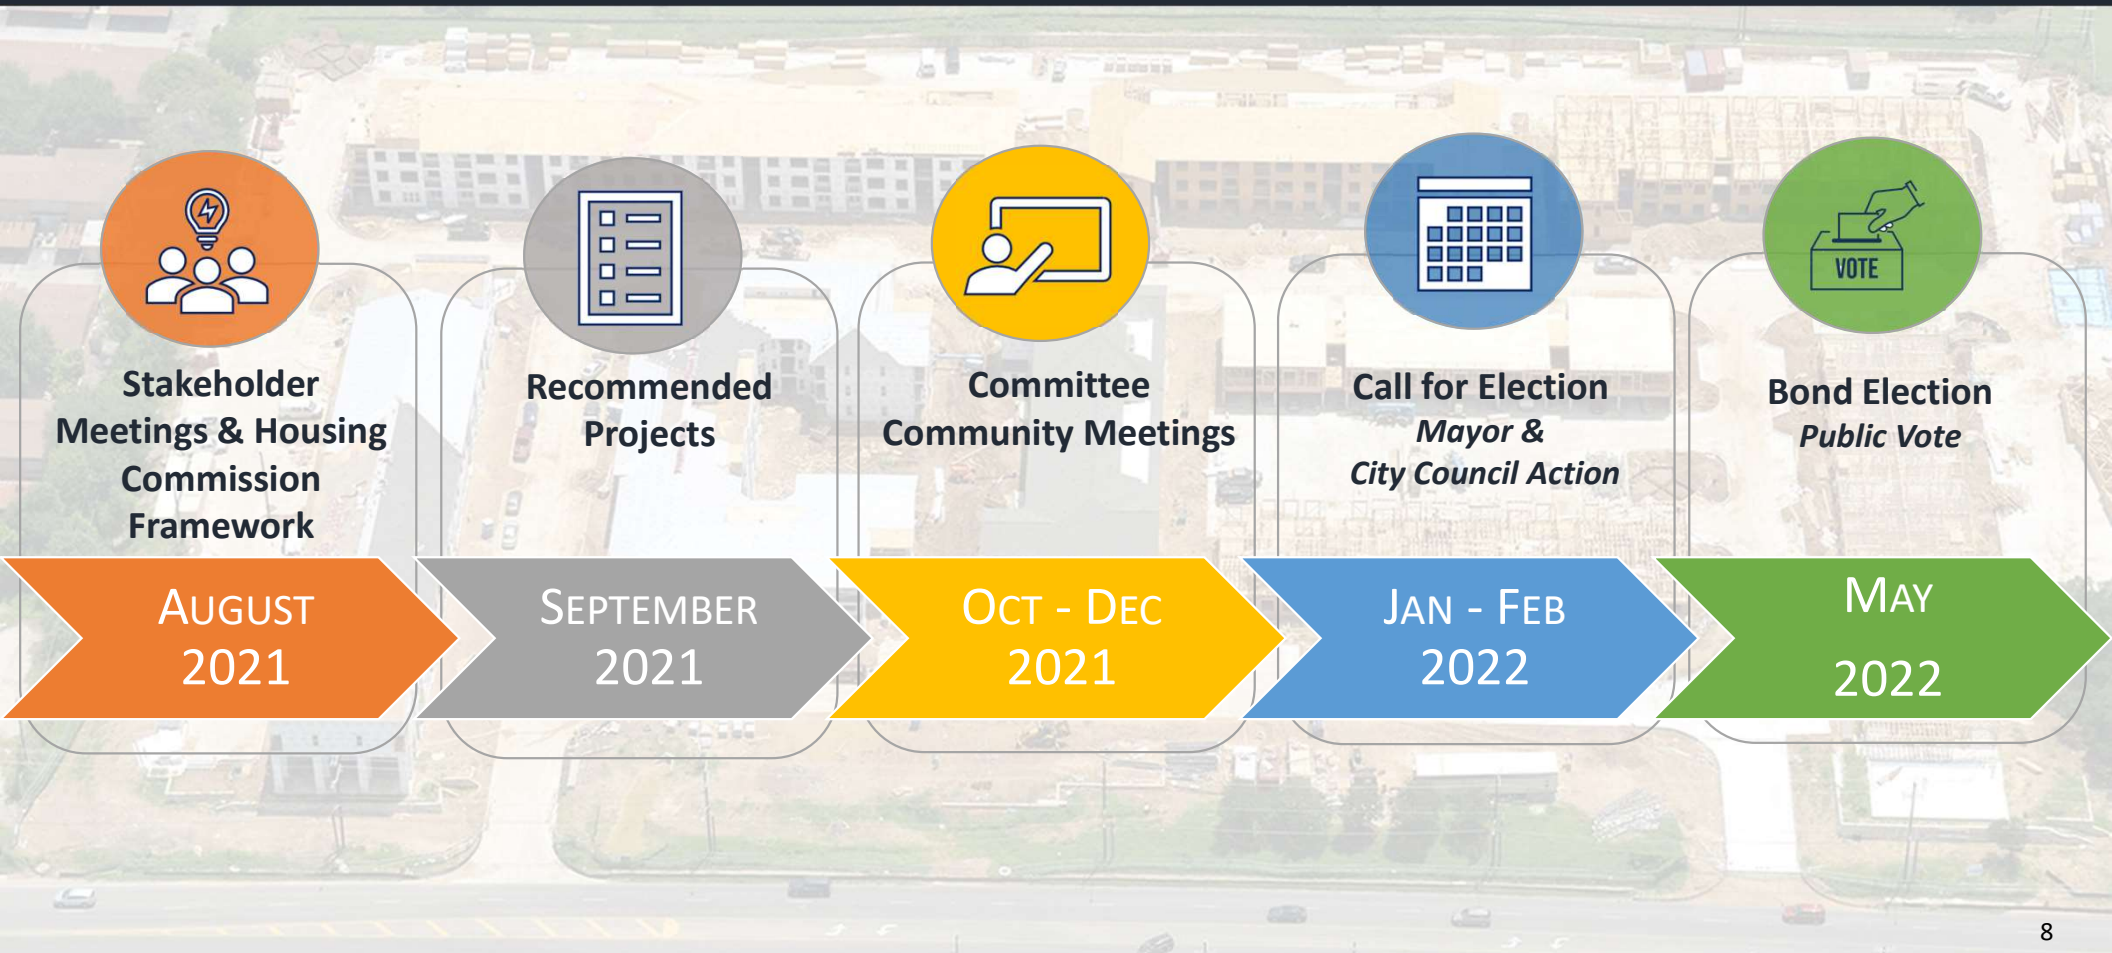 VOTE
Stakeholder
Meetings & Housing
Commission
Framework
Recommended
Projects
Committee
Community Meetings
Call for Election
Mayor &
City Council Action
Bond Election
Public Vote
AUGUST
2021
SEPTEMBER
2021
OCT - DEC
2021
JAN - FEB
2022
MAY
2022
8